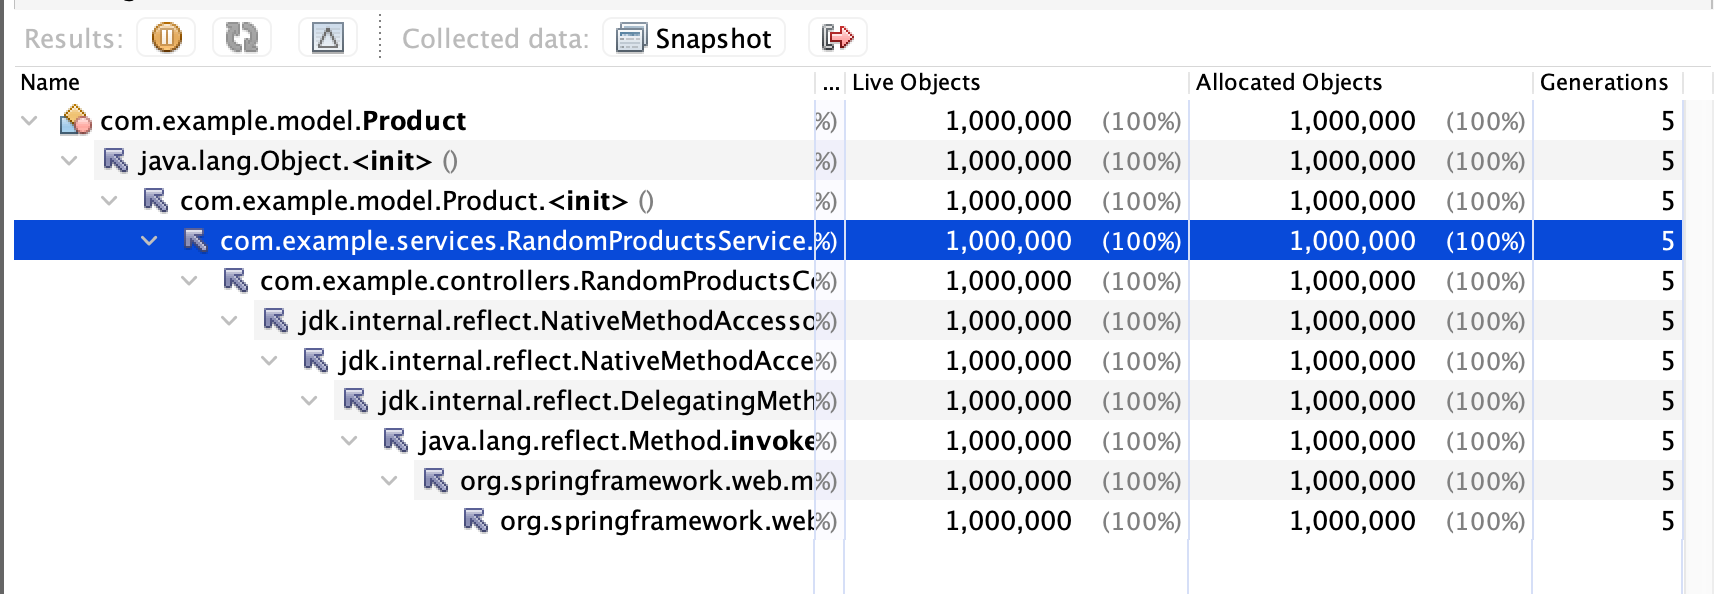 Results: Collected data: Snapshot
Name ... Live Objects Allocated Objects Generations
com.example.model.Product %) 1,000,000 (100%) 1,000,000 (100%) 5
java.lang.Object.<init> () %) 1,000,000 (100%) 1,000,000 (100%) 5
com.example.model.Product.<init> () %) 1,000,000 (100%) 1,000,000 (100%) 5
com.example.services.RandomProductsService. %) 1,000,000 (100%) 1,000,000 (100%) 5
com.example.controllers.RandomProductsCo %) 1,000,000 (100%) 1,000,000 (100%) 5
jdk.internal.reflect.NativeMethodAccesso %) 1,000,000 (100%) 1,000,000 (100%) 5
jdk.internal.reflect.NativeMethodAcce %) 1,000,000 (100%) 1,000,000 (100%) 5
jdk.internal.reflect.DelegatingMeth %) 1,000,000 (100%) 1,000,000 (100%) 5
java.lang.reflect.Method.invoke %) 1,000,000 (100%) 1,000,000 (100%) 5
org.springframework.web.m %) 1,000,000 (100%) 1,000,000 (100%) 5
org.springframework.web %) 1,000,000 (100%) 1,000,000 (100%) 5